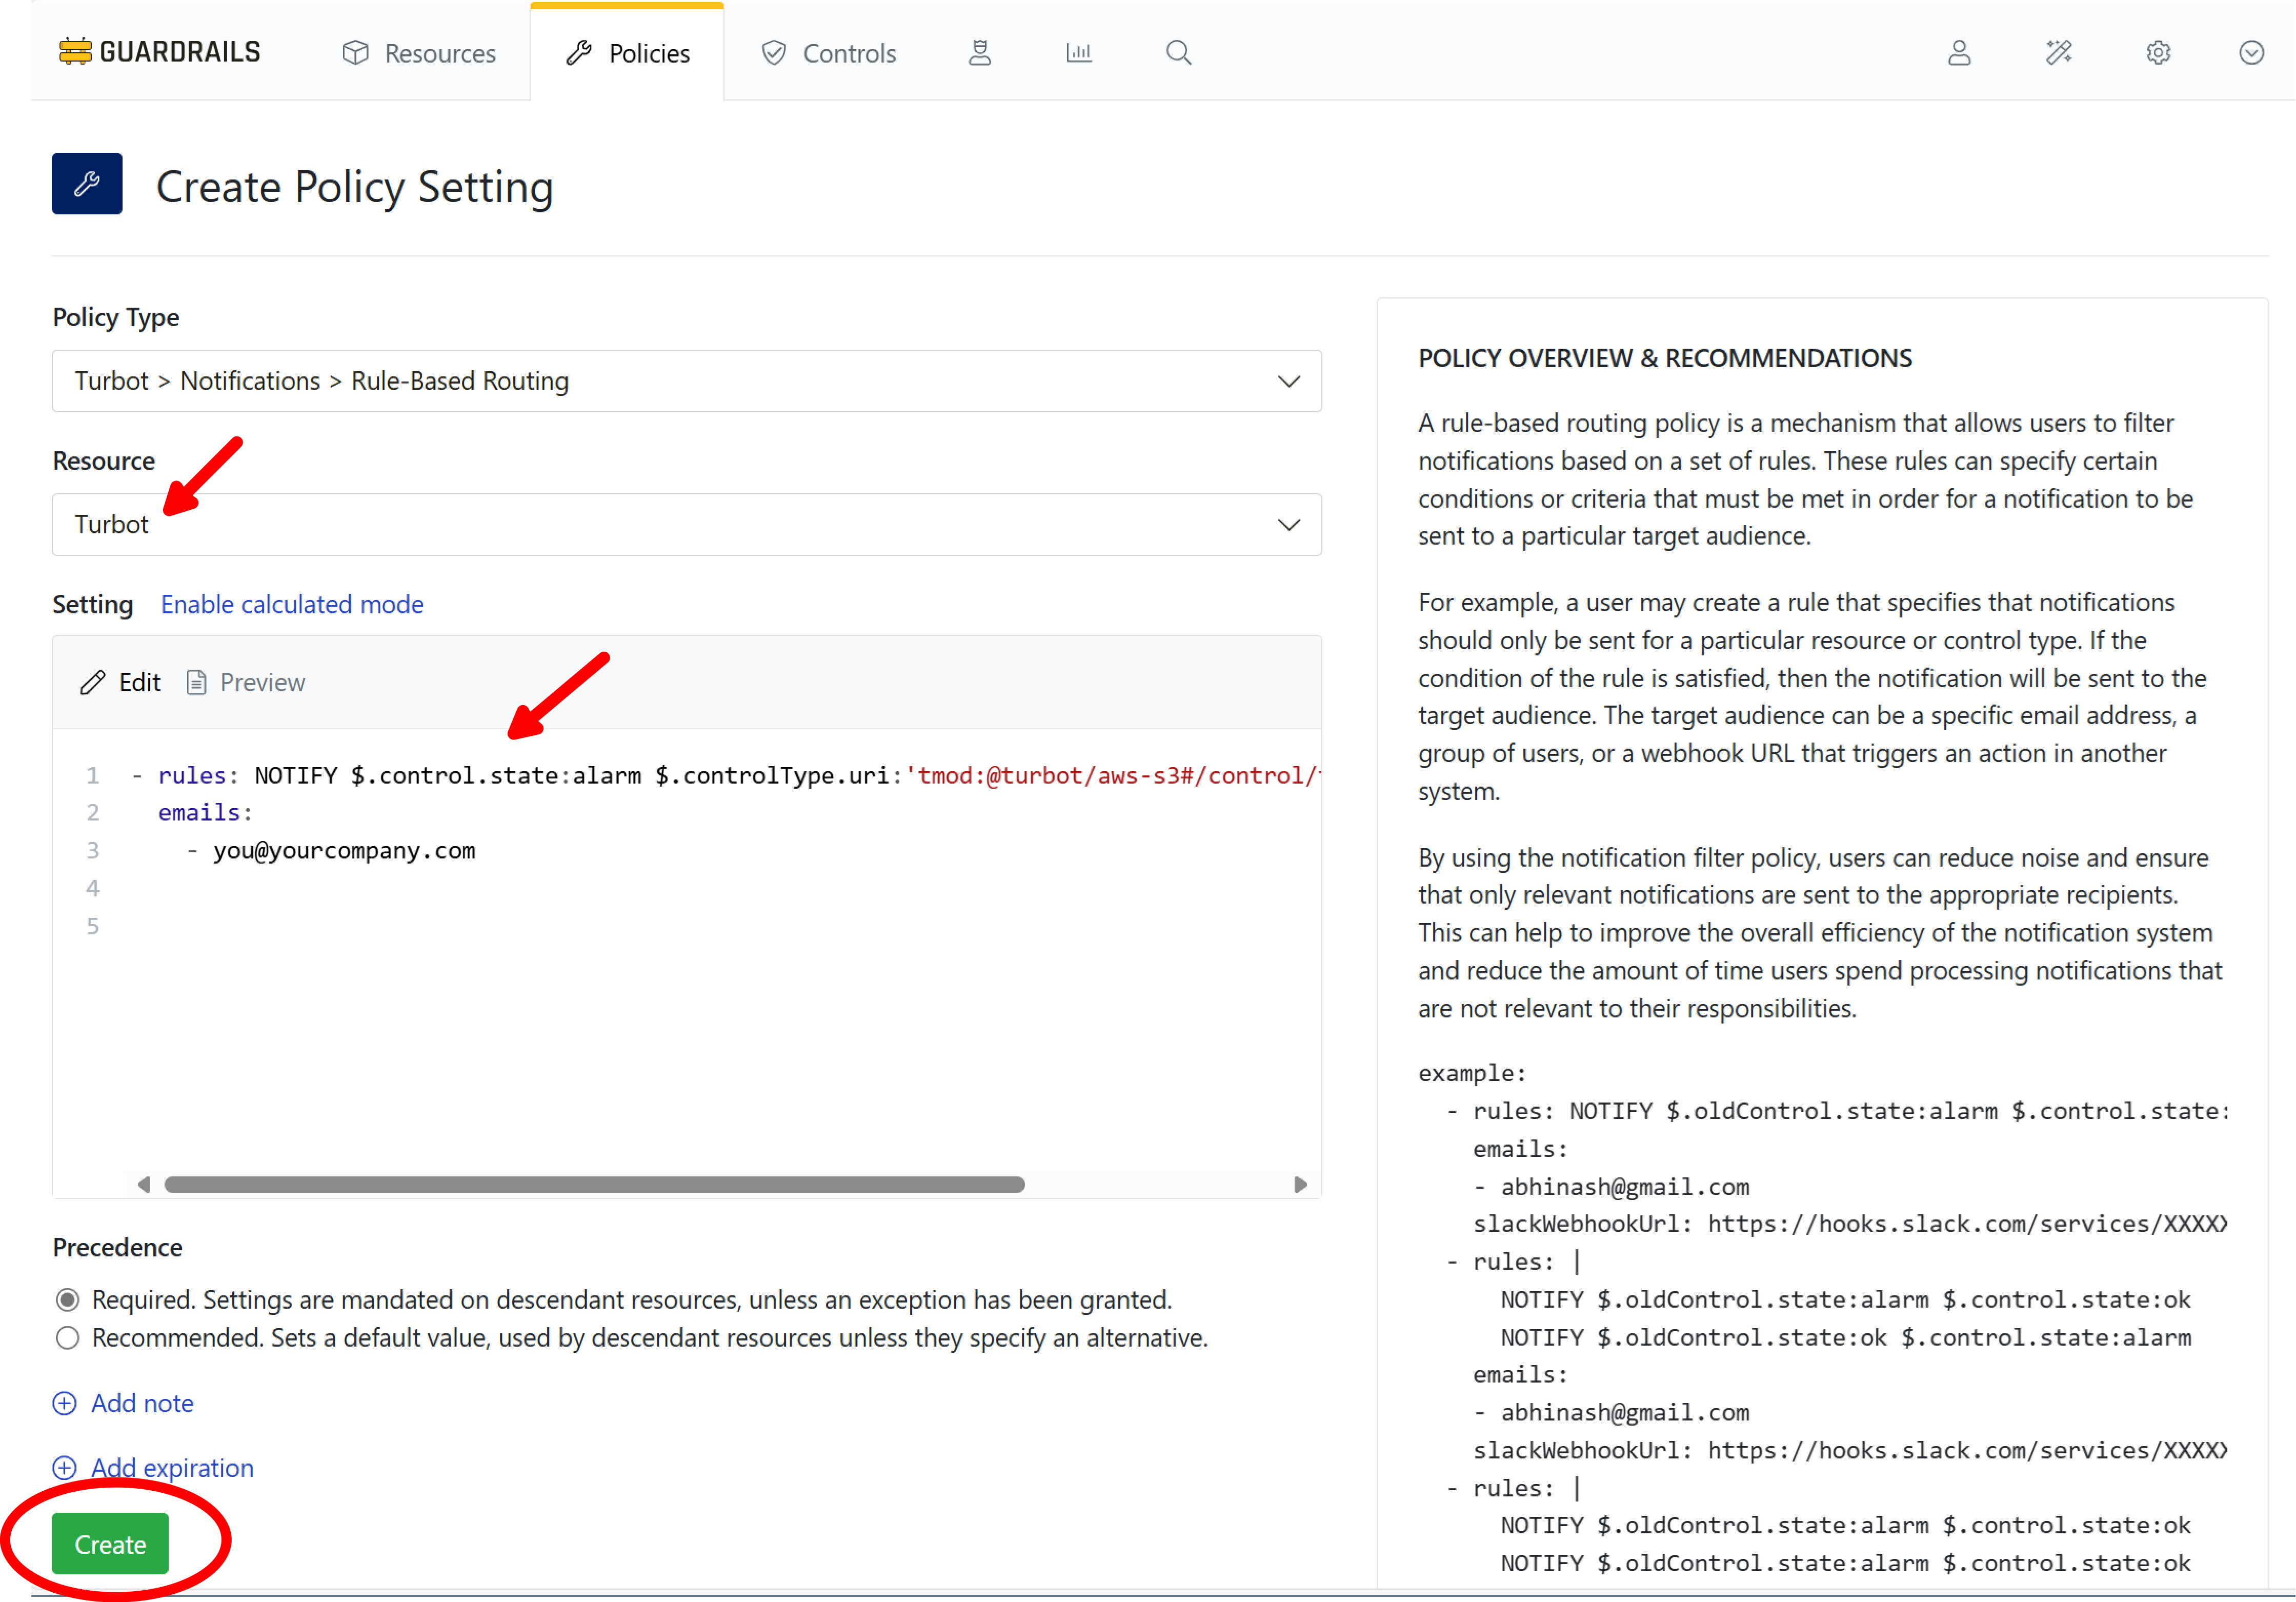 GUARDRAILS Resources Policies Controls
Create Policy Setting
Policy Type
Turbot > Notifications > Rule-Based Routing
Resource
Turbot
Setting Enable calculated mode
Edit Preview
1 - rules: NOTIFY $.control.state:alarm $.controlType.uri:'tmod:@turbot/aws-s3#/control/
2 emails:
3 - you@yourcompany.com
4
5
Precedence
Required. Settings are mandated on descendant resources, unless an exception has been granted.
Recommended. Sets a default value, used by descendant resources unless they specify an alternative.
Add note
Add expiration
Create
POLICY OVERVIEW & RECOMMENDATIONS
A rule-based routing policy is a mechanism that allows users to filter
notifications based on a set of rules. These rules can specify certain
conditions or criteria that must be met in order for a notification to be
sent to a particular target audience.
For example, a user may create a rule that specifies that notifications
should only be sent for a particular resource or control type. If the
condition of the rule is satisfied, then the notification will be sent to the
target audience. The target audience can be a specific email address, a
group of users, or a webhook URL that triggers an action in another
system.
By using the notification filter policy, users can reduce noise and ensure
that only relevant notifications are sent to the appropriate recipients.
This can help to improve the overall efficiency of the notification system
and reduce the amount of time users spend processing notifications that
are not relevant to their responsibilities.
example:
- rules: NOTIFY $.oldControl.state:alarm $.control.state:
emails:
- abhinash@gmail.com
slackWebhookUrl: https://hooks.slack.com/services/XXXXX
- rules: |
NOTIFY $.oldControl.state:alarm $.control.state:ok
NOTIFY $.oldControl.state:ok $.control.state:alarm
emails:
- abhinash@gmail.com
slackWebhookUrl: https://hooks.slack.com/services/XXXXX
- rules: |
NOTIFY $.oldControl.state:alarm $.control.state:ok
NOTIFY $.oldControl.state:alarm $.control.state:ok